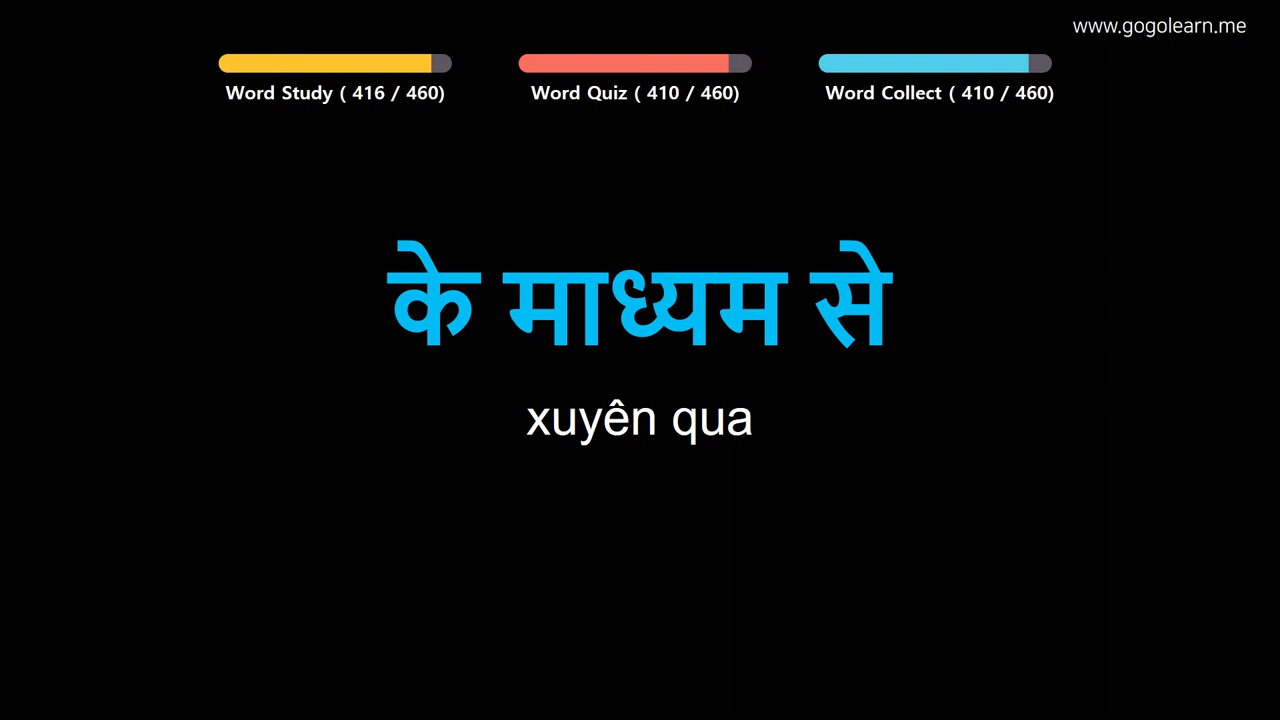 www.gogolearn.me
Word Study ( 416 / 460)
Word Quiz ( 410 / 460)
Word Collect ( 410 / 460)
के माध्यम से
xuyên qua